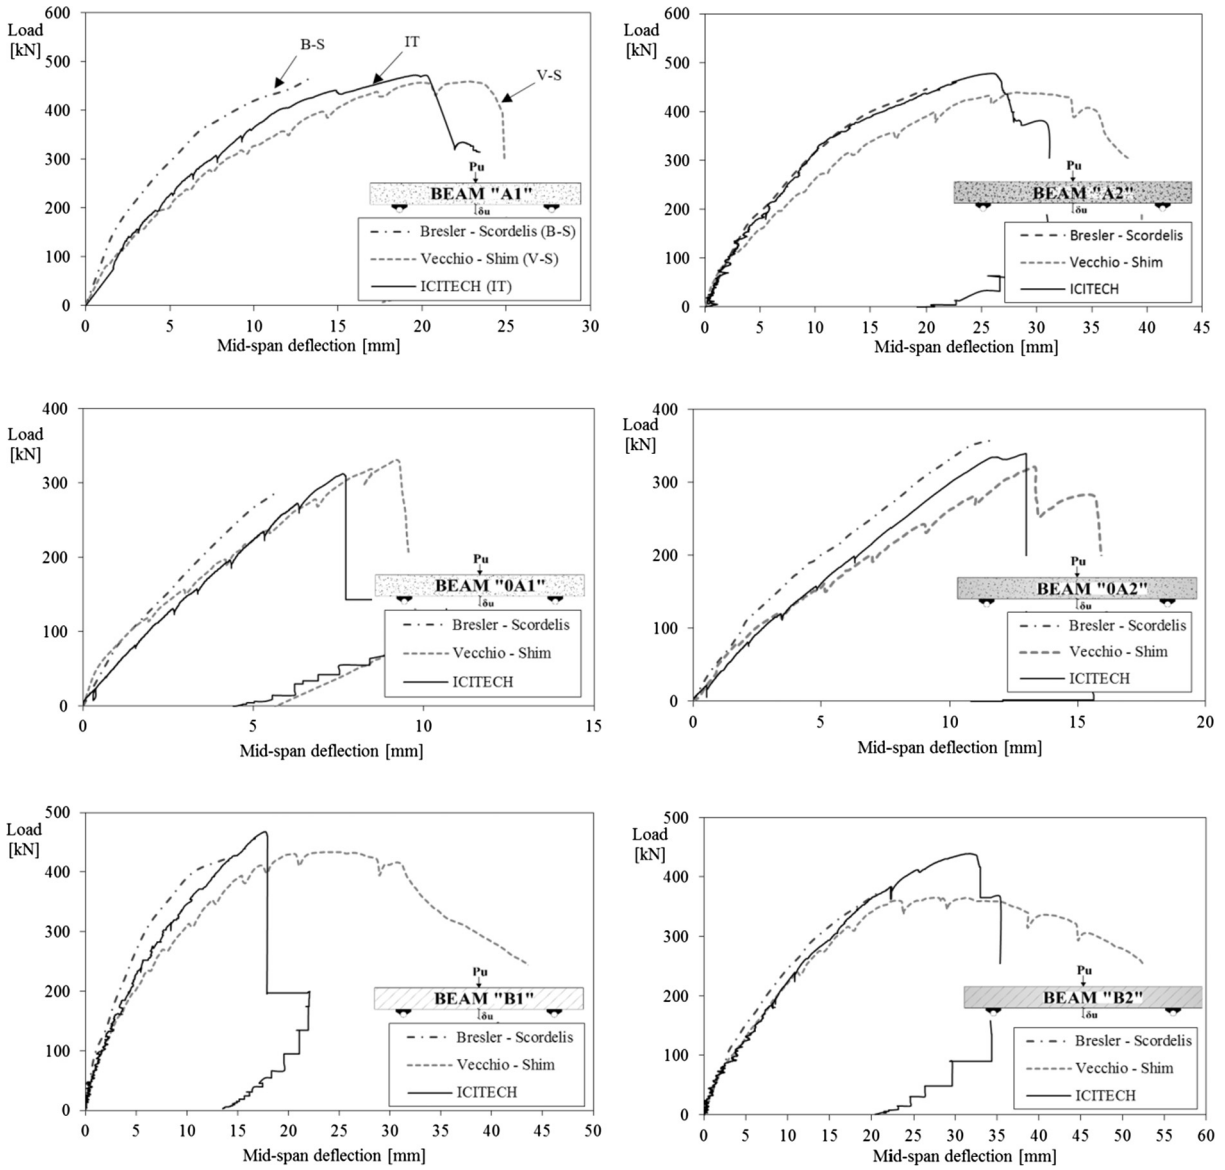 Load
[kN]
600
500
400
300
200
100
0
B-S
IT
V-S
Pu
BEAM "A1"
δu
Bresler - Scordelis (B-S)
Vecchio - Shim (V-S)
ICITECH (IT)
0 5 10 15 20 25 30
Mid-span deflection [mm]
Load
[kN]
600
500
400
300
200
100
0
Pu
BEAM "A2"
δu
Bresler - Scordelis
Vecchio - Shim
ICITECH
0 5 10 15 20 25 30 35 40 45
Mid-span deflection [mm]
Load
[kN]
400
300
200
100
0
Pu
BEAM "0A1"
δu
Bresler - Scordelis
Vecchio - Shim
ICITECH
0 5 10 15
Mid-span deflection [mm]
Load
[kN]
400
300
200
100
0
Pu
BEAM "0A2"
δu
Bresler - Scordelis
Vecchio - Shim
ICITECH
0 5 10 15 20
Mid-span deflection [mm]
Load
[kN]
500
400
300
200
100
0
Pu
BEAM "B1"
δu
Bresler - Scordelis
Vecchio - Shim
ICITECH
0 5 10 15 20 25 30 35 40 45 50
Mid-span deflection [mm]
Load
[kN]
500
400
300
200
100
0
Pu
BEAM "B2"
δu
Bresler - Scordelis
Vecchio - Shim
ICITECH
0 5 10 15 20 25 30 35 40 45 50 55 60
Mid-span deflection [mm]